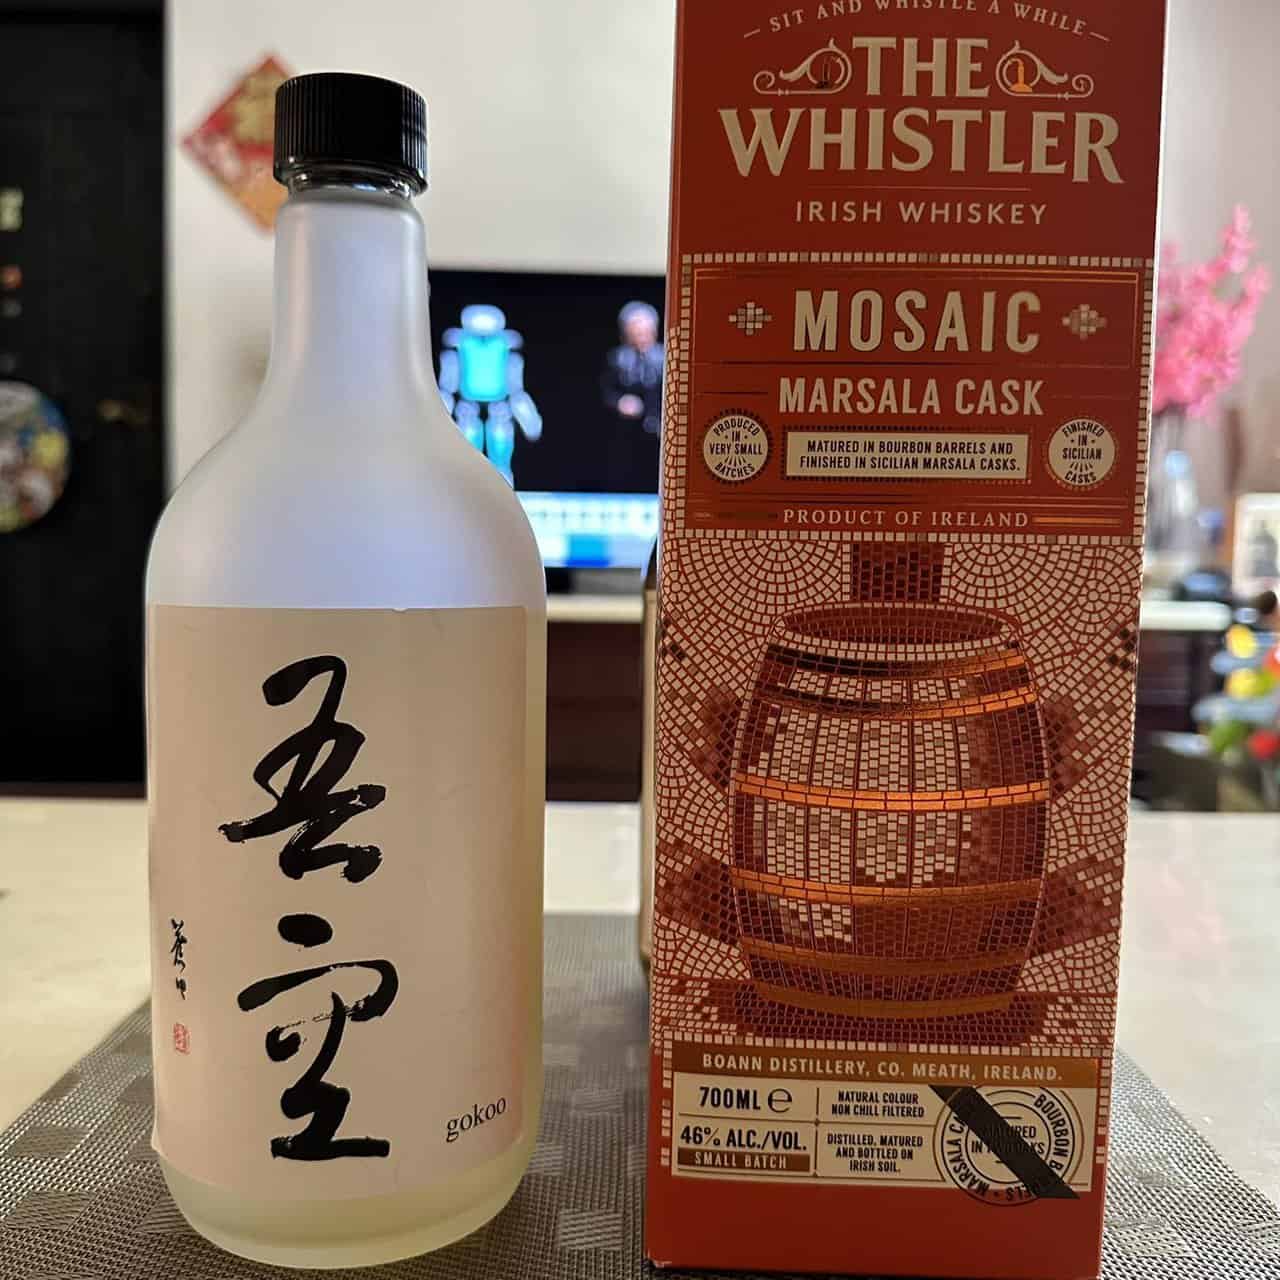 吾
空
gokoo
SIT AND WHISTLE A WHILE
THE
WHISTLER
IRISH WHISKEY
MOSAIC
MARSALA CASK
PRODUCED
IN
VERY SMALL
BATCHES
MATURED IN BOURBON BARRELS AND
FINISHED IN SICILIAN MARSALA CASKS.
FINISHED
IN
SICILIAN
CASKS
PRODUCT OF IRELAND
BOANN DISTILLERY, CO. MEATH, IRELAND.
700ML e
46% ALC./VOL.
SMALL BATCH
NATURAL COLOUR
NON CHILL FILTERED
DISTILLED, MATURED
AND BOTTLED ON
IRISH SOIL.
BOURBON
MARSALA